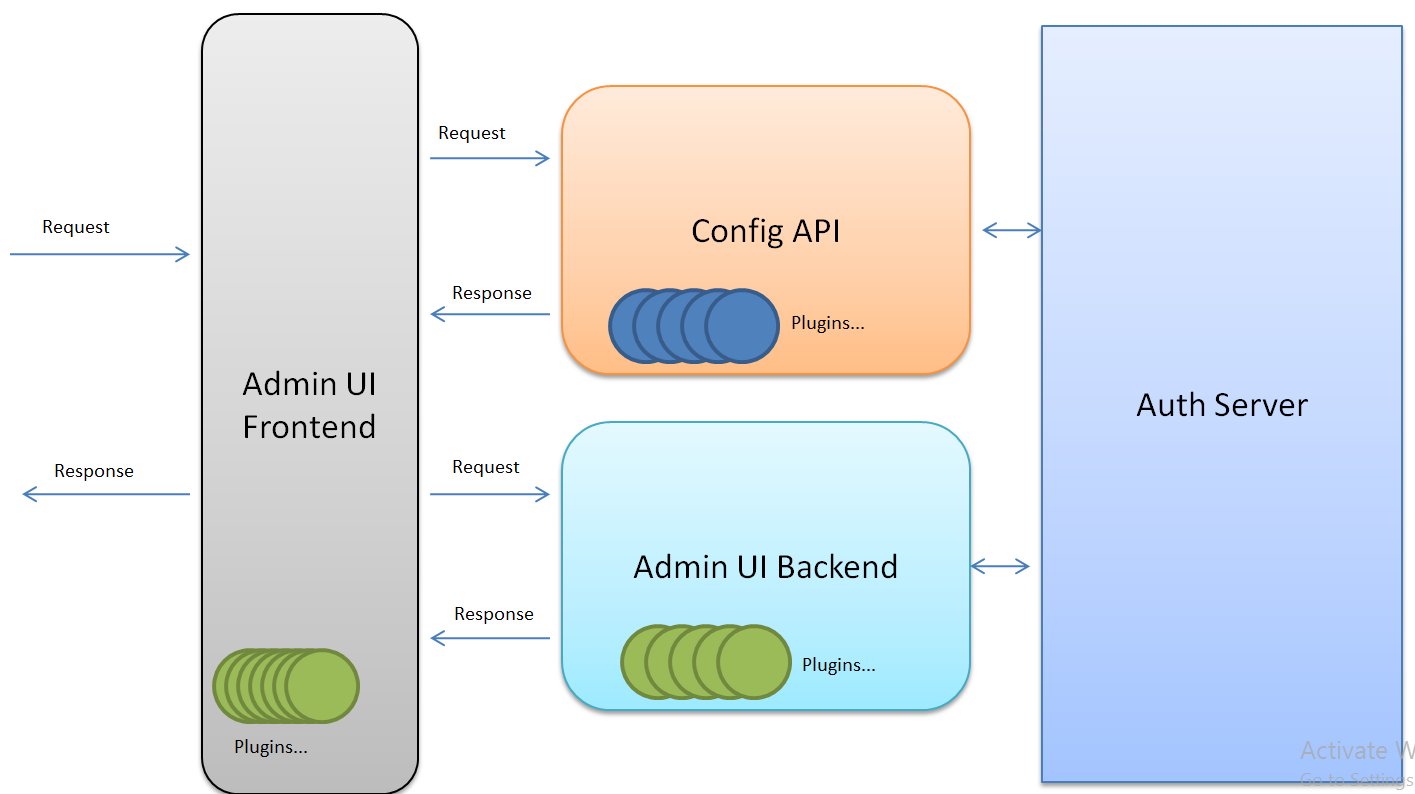 Request
Response
Admin UI
Frontend
Plugins...
Request
Response
Config API
Plugins...
Request
Response
Admin UI Backend
Plugins...
Auth Server
Activate W
Go to Settings